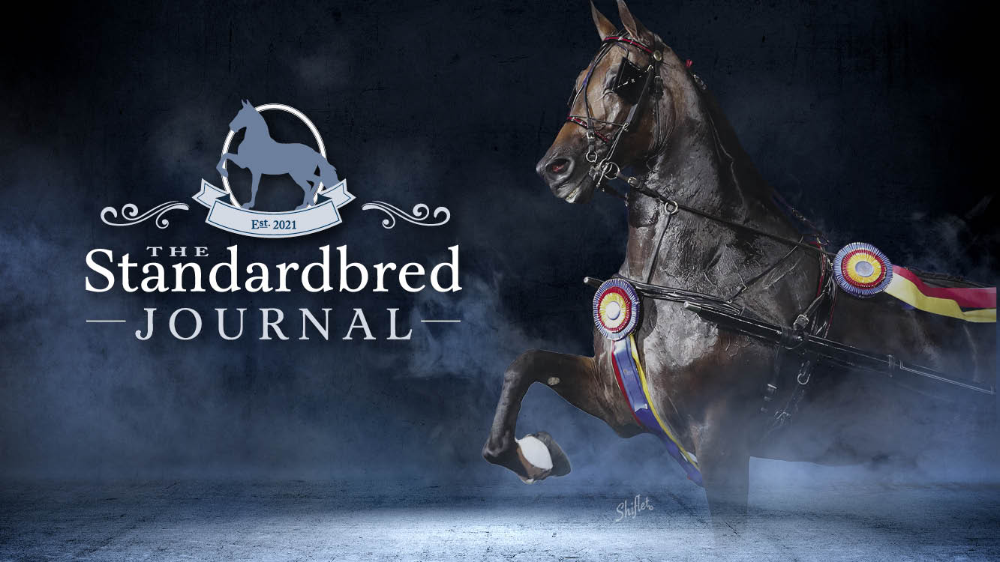 Est. 2021
THE
Standardbred
JOURNAL
Shiflet©